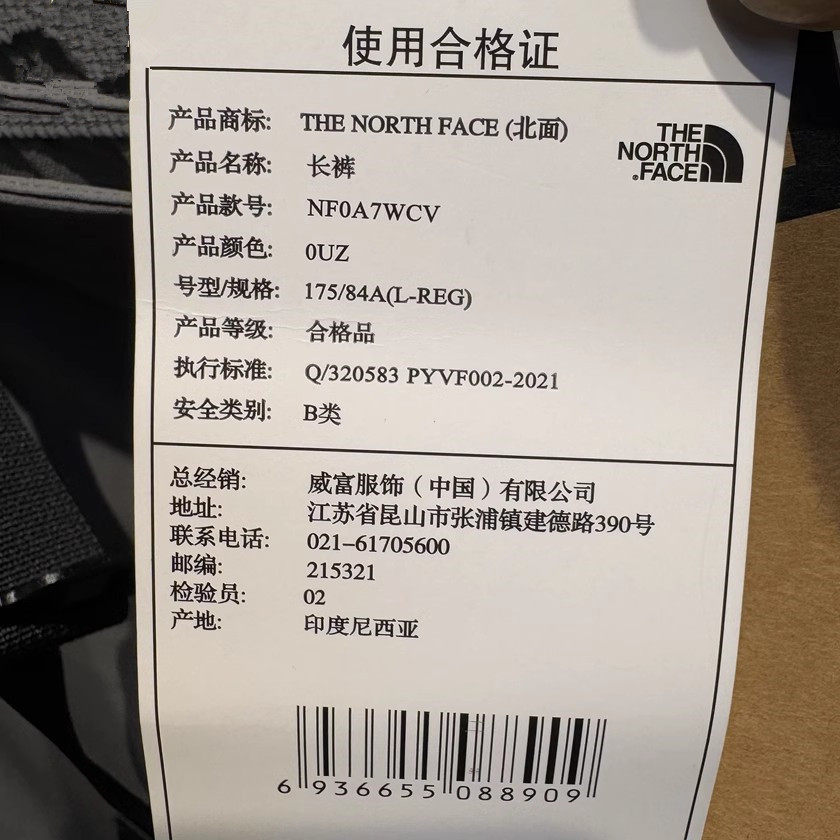 使用合格证
产品商标: THE NORTH FACE (北面)
THE
NORTH
FACE
产品名称: 长裤
产品款号: NF0A7WCV
产品颜色: 0UZ
号型/规格: 175/84A(L-REG)
产品等级: 合格品
执行标准: Q/320583 PYVF002-2021
安全类别: B类
总经销: 威富服饰（中国）有限公司
地址: 江苏省昆山市张浦镇建德路390号
联系电话: 021-61705600
邮编: 215321
检验员: 02
产地: 印度尼西亚
6 936655 088909